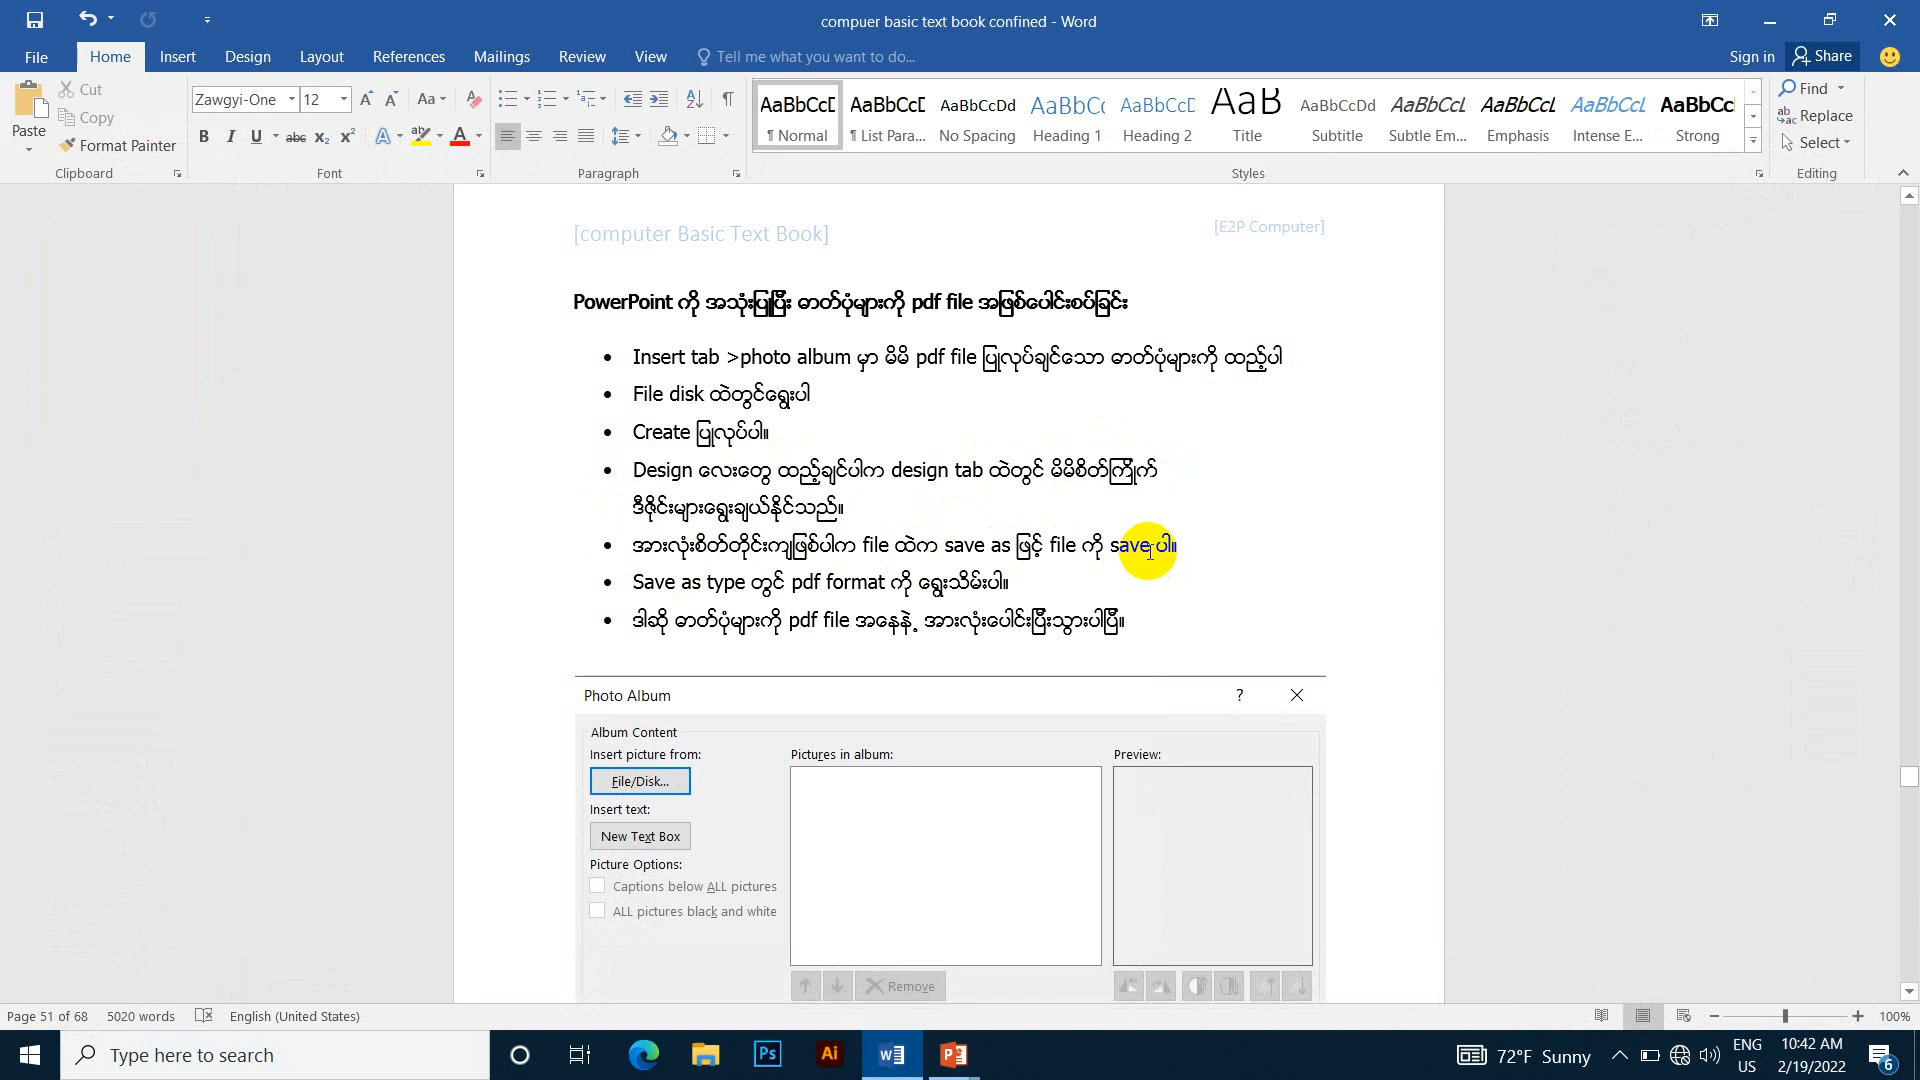 compuer basic text book confined - Word
File Home Insert Design Layout References Mailings Review View Tell me what you want to do... Sign in Share
Paste Cut Copy Format Painter Clipboard
Zawgyi-One 12 Font
Paragraph
AaBbCcD ¶ Normal
AaBbCcD ¶ List Para...
AaBbCcDd No Spacing
AaBbCc Heading 1
AaBbCcD Heading 2
AaB Title
AaBbCcDd Subtitle
AaBbCcL Subtle Em...
AaBbCcL Emphasis
AaBbCcL Intense E...
AaBbCc Strong
Styles
Find
Replace
Select
Editing
[computer Basic Text Book] [E2P Computer]
PowerPoint ကို အသုံးပြုပြီး ဓာတ်ပုံများကို pdf file အဖြစ်ပေါင်းစပ်ခြင်း
• Insert tab >photo album မှာ မိမိ pdf file ပြုလုပ်ချင်သော ဓာတ်ပုံများကို ထည့်ပါ
• File disk ထဲတွင်ရွေးပါ
• Create ပြုလုပ်ပါ။
• Design လေးတွေ ထည့်ချင်ပါက design tab ထဲတွင် မိမိစိတ်ကြိုက်
ဒီဇိုင်းများရွေးချယ်နိုင်သည်။
• အားလုံးစိတ်တိုင်းကျဖြစ်ပါက file ထဲက save as ဖြင့် file ကို save ပါ။
• Save as type တွင် pdf format ကို ရွေးသိမ်းပါ။
• ဒါဆို ဓာတ်ပုံများကို pdf file အနေနဲ့ အားလုံးပေါင်းပြီးသွားပါပြီ။
Photo Album ?
Album Content
Insert picture from: Pictures in album: Preview:
File/Disk...
Insert text:
New Text Box
Picture Options:
Captions below ALL pictures
ALL pictures black and white
Remove
Page 51 of 68 5020 words English (United States) 100%
Type here to search 72°F Sunny ENG US 10:42 AM 2/19/2022 6